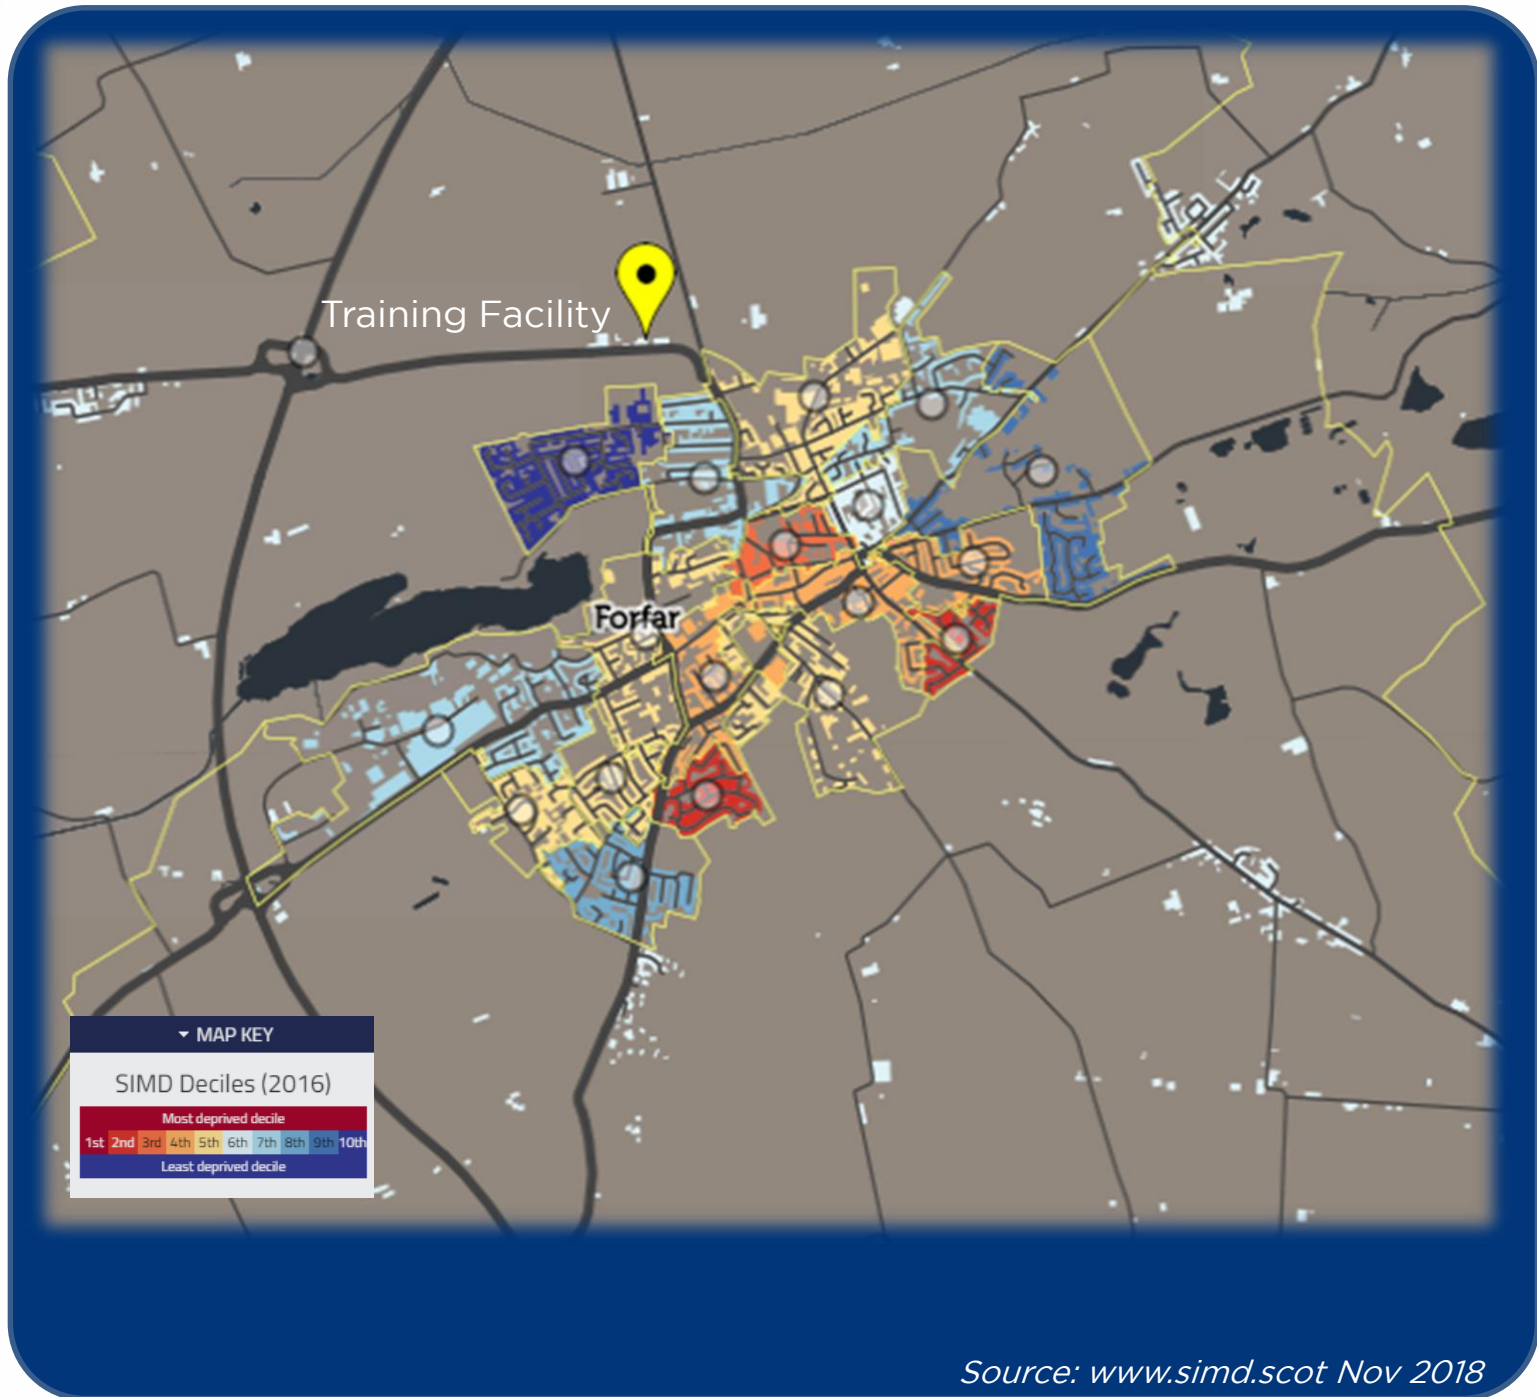 Training Facility
Forfar
MAP KEY
SIMD Deciles (2016)
Most deprived decile
1st 2nd 3rd 4th 5th 6th 7th 8th 9th 10th
Least deprived decile
Source: www.simd.scot Nov 2018